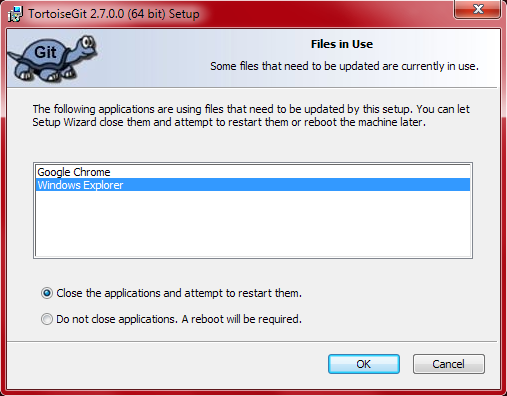 TortoiseGit 2.7.0.0 (64 bit) Setup
Git
Files in Use
Some files that need to be updated are currently in use.
The following applications are using files that need to be updated by this setup. You can let
Setup Wizard close them and attempt to restart them or reboot the machine later.
Google Chrome
Windows Explorer
Close the applications and attempt to restart them.
Do not close applications. A reboot will be required.
OK
Cancel